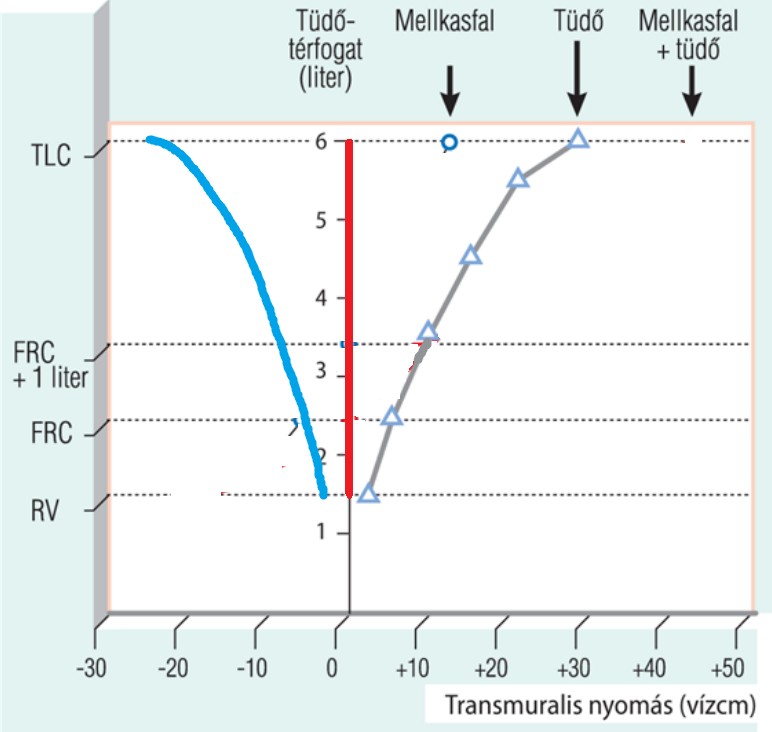 Tüdő-
térfogat
(liter)
Mellkasfal
Tüdő
Mellkasfal
+ tüdő
TLC
FRC
+ 1 liter
FRC
RV
6
5
4
3
2
1
-30 -20 -10 0 +10 +20 +30 +40 +50
Transmuralis nyomás (vízcm)